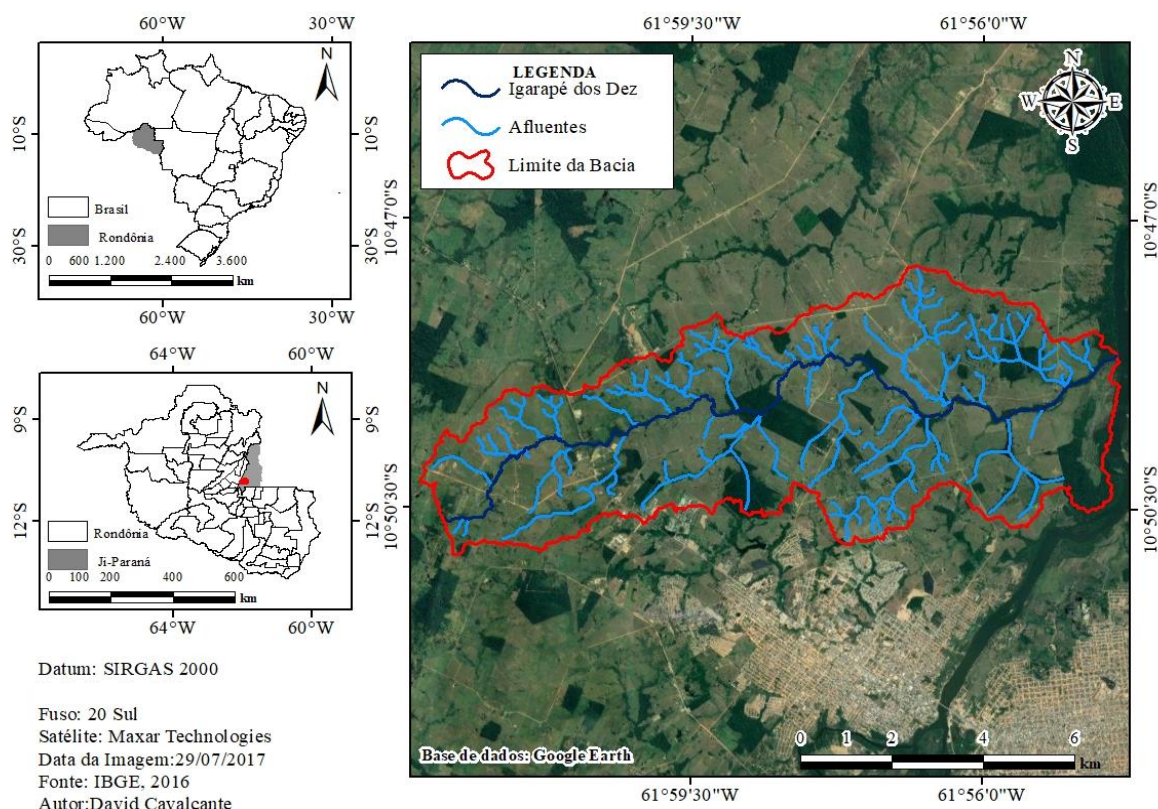 60°W 30°W
N
10°S
30°S
10°S
30°S
Brasil
Rondônia
0 600 1.200 2.400 3.600
km
60°W 30°W
64°W 60°W
N
9°S
12°S
9°S
12°S
Rondônia
Ji-Paraná
0 100 200 400 600
km
64°W 60°W
Datum: SIRGAS 2000
Fuso: 20 Sul
Satélite: Maxar Technologies
Data da Imagem:29/07/2017
Fonte: IBGE, 2016
Autor:David Cavalcante
61°59'30"W 61°56'0"W
LEGENDA
Igarapé dos Dez
Afluentes
Limite da Bacia
N
W E
S
10°47'0"S
10°50'30"S
10°47'0"S
10°50'30"S
Base de dados: Google Earth
0 1 2 4 6
km
61°59'30"W 61°56'0"W